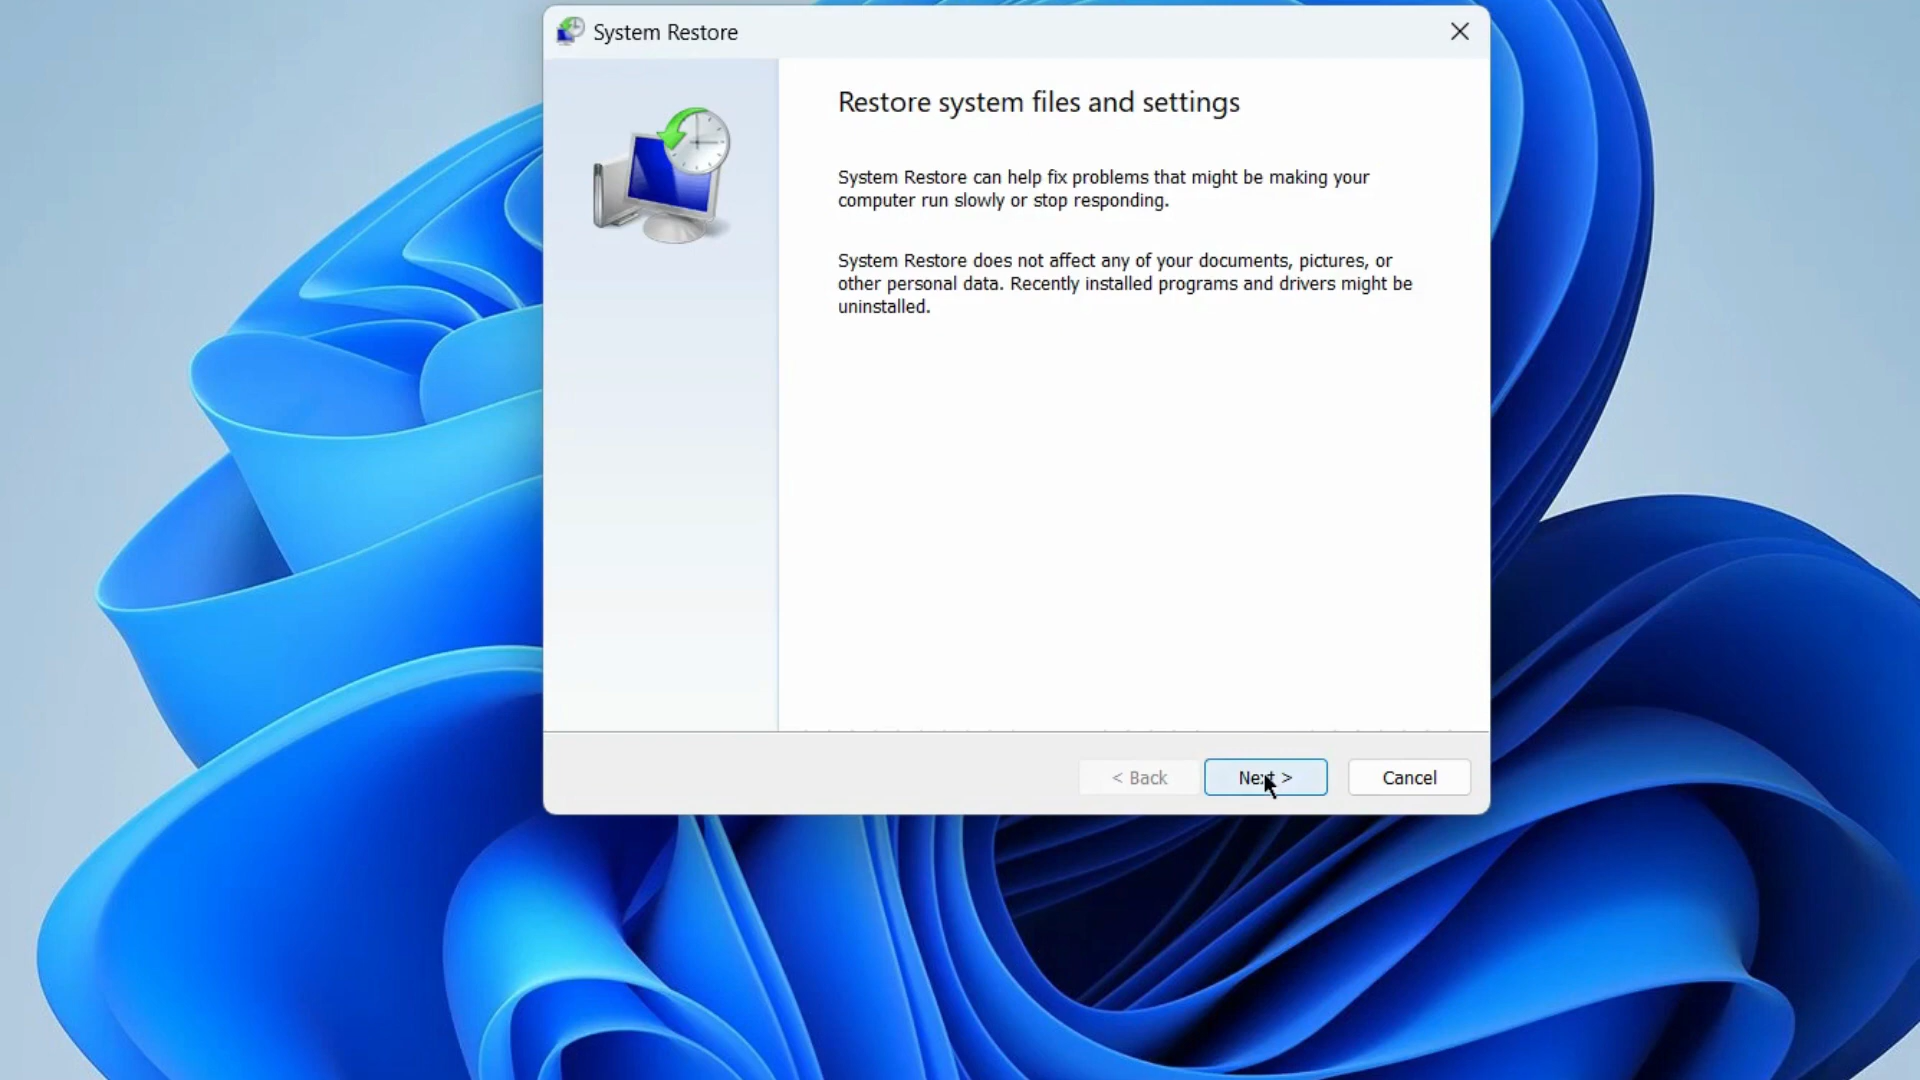 System Restore
Restore system files and settings
System Restore can help fix problems that might be making your
computer run slowly or stop responding.
System Restore does not affect any of your documents, pictures, or
other personal data. Recently installed programs and drivers might be
uninstalled.
< Back
Next >
Cancel